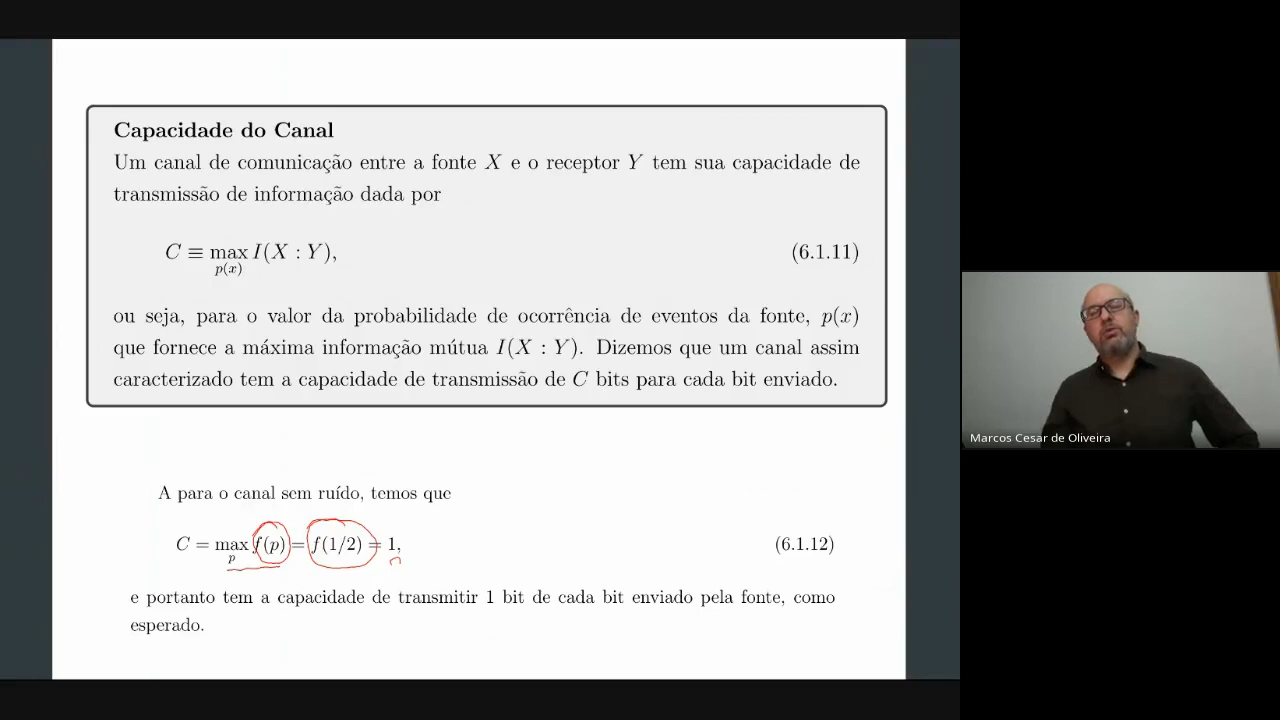 Capacidade do Canal
Um canal de comunicação entre a fonte X e o receptor Y tem sua capacidade de
transmissão de informação dada por
C ≡ max I(X : Y), (6.1.11)
p(x)
ou seja, para o valor da probabilidade de ocorrência de eventos da fonte, p(x)
que fornece a máxima informação mútua I(X : Y). Dizemos que um canal assim
caracterizado tem a capacidade de transmissão de C bits para cada bit enviado.
A para o canal sem ruído, temos que
C = max f(p) = f(1/2) = 1, (6.1.12)
p
e portanto tem a capacidade de transmitir 1 bit de cada bit enviado pela fonte, como
esperado.
Marcos Cesar de Oliveira